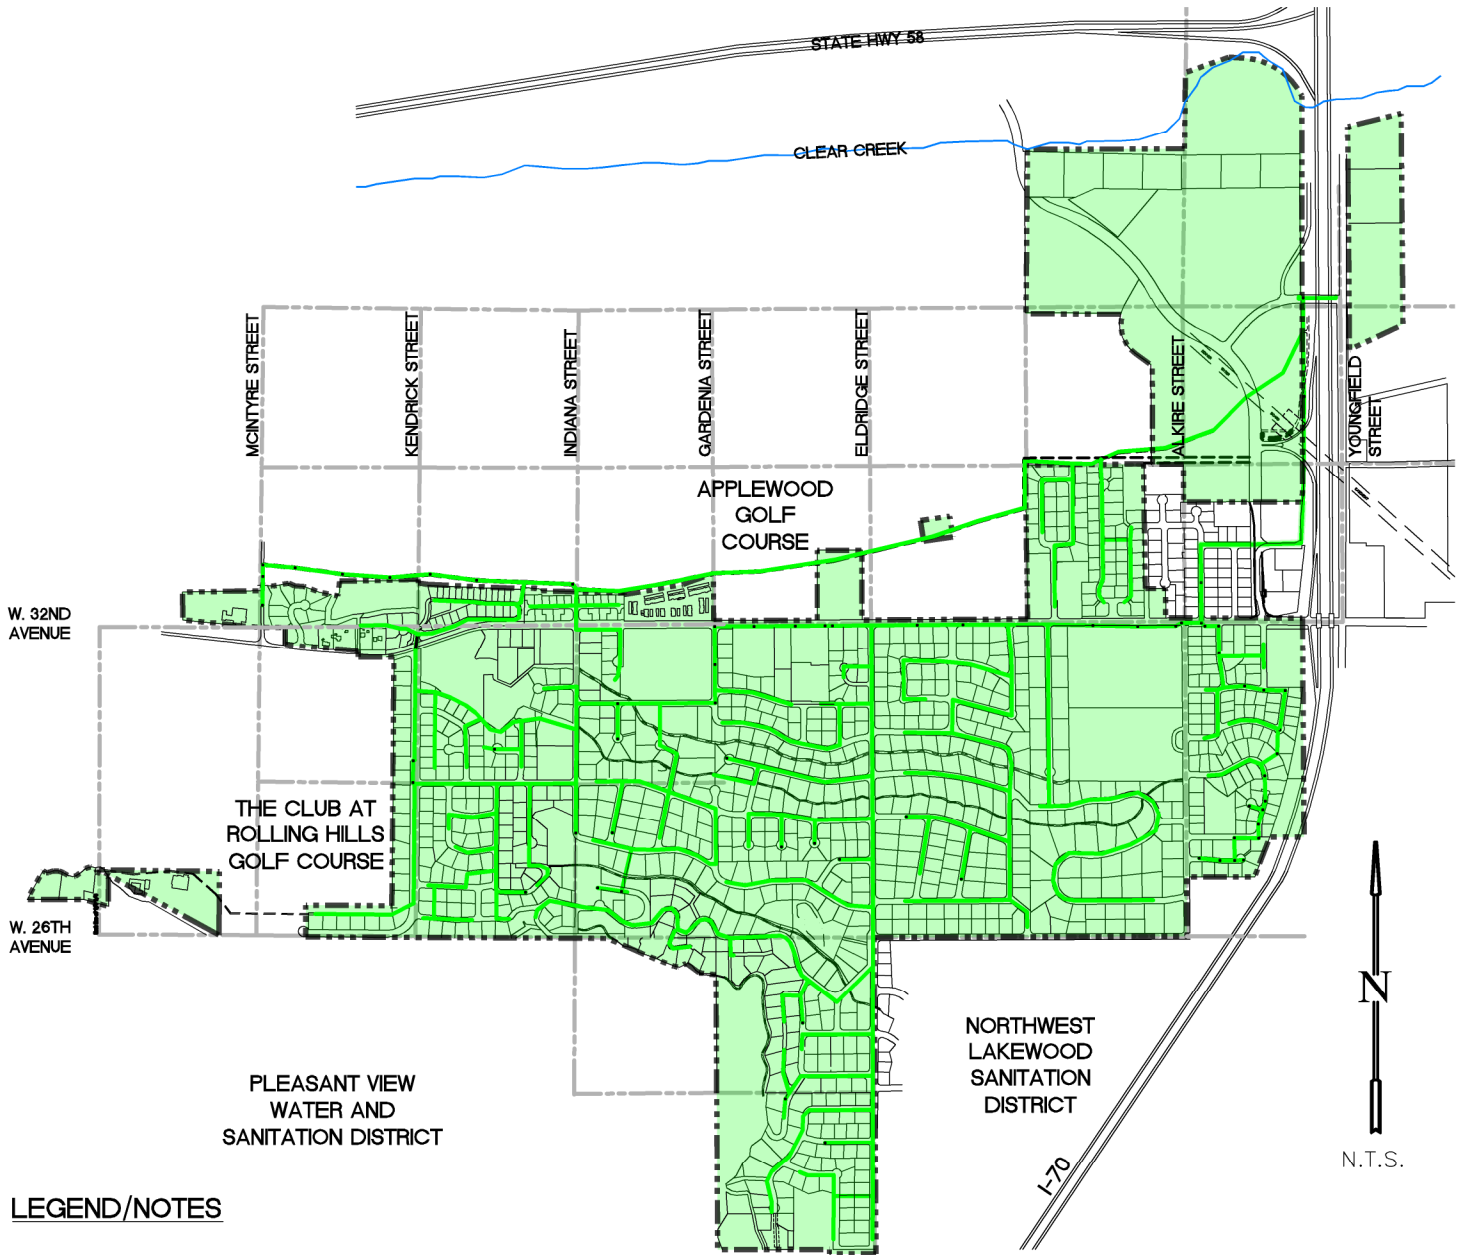 STATE HWY 58
CLEAR CREEK
MCINTYRE STREET
KENDRICK STREET
INDIANA STREET
GARDENIA STREET
ELDRIDGE STREET
ALKIRE STREET
YOUNGFIELD
STREET
APPLEWOOD
GOLF
COURSE
W. 32ND
AVENUE
THE CLUB AT
ROLLING HILLS
GOLF COURSE
W. 26TH
AVENUE
N
NORTHWEST
LAKEWOOD
SANITATION
DISTRICT
PLEASANT VIEW
WATER AND
SANITATION DISTRICT
I-70
N.T.S.
LEGEND/NOTES